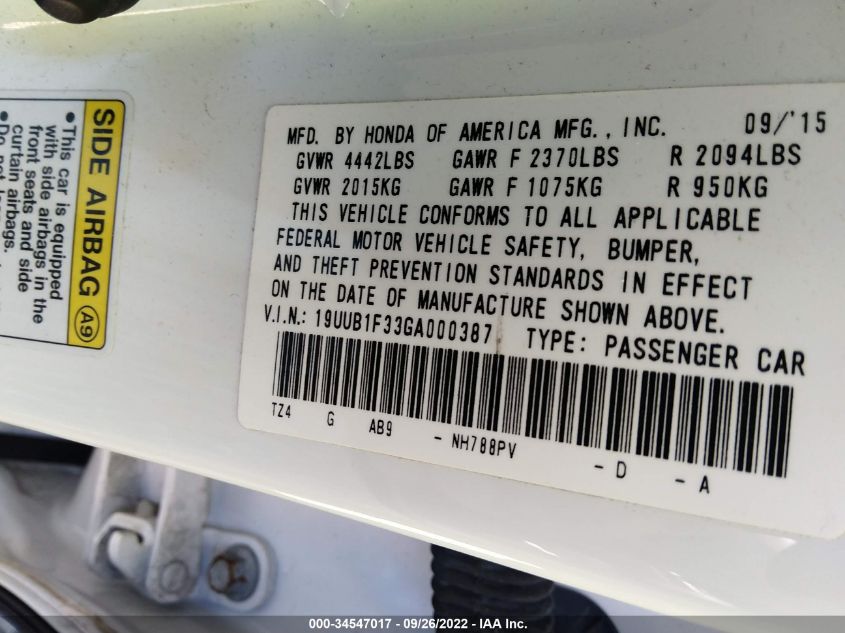 SIDE AIRBAG A9
• This car is equipped
with side airbags in the
front seats and side
curtain airbags.
• Do not lean
MFD. BY HONDA OF AMERICA MFG., INC. 09/'15
GVWR 4442LBS GAWR F 2370LBS R 2094LBS
GVWR 2015KG GAWR F 1075KG R 950KG
THIS VEHICLE CONFORMS TO ALL APPLICABLE
FEDERAL MOTOR VEHICLE SAFETY, BUMPER,
AND THEFT PREVENTION STANDARDS IN EFFECT
ON THE DATE OF MANUFACTURE SHOWN ABOVE.
V.I.N.: 19UUB1F33GA000387 TYPE: PASSENGER CAR
TZ4 G AB9 - NH788PV - D - A
000-34547017 - 09/26/2022 - IAA Inc.